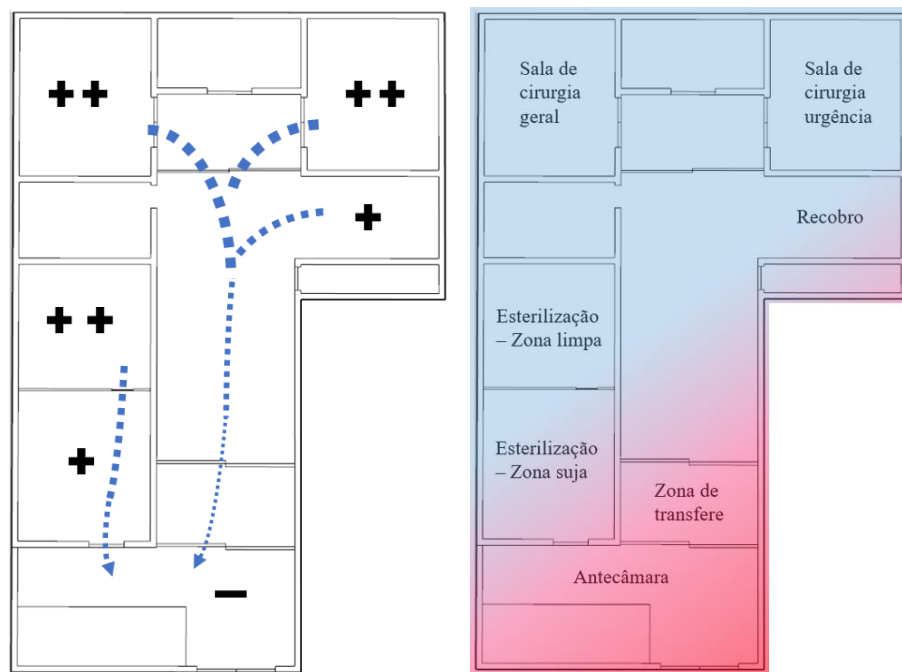 ++
++
+
++
+
−
Sala de
cirurgia
geral
Sala de
cirurgia
urgência
Recobro
Esterilização
– Zona limpa
Esterilização
– Zona suja
Zona de
transfere
Antecâmara